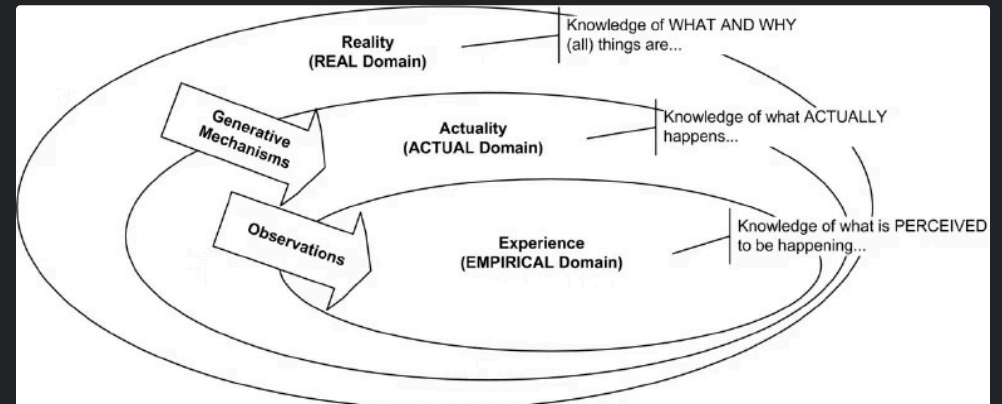 Reality
(REAL Domain)
Knowledge of WHAT AND WHY
(all) things are...
Generative
Mechanisms
Actuality
(ACTUAL Domain)
Knowledge of what ACTUALLY
happens...
Observations
Experience
(EMPIRICAL Domain)
Knowledge of what is PERCEIVED
to be happening...